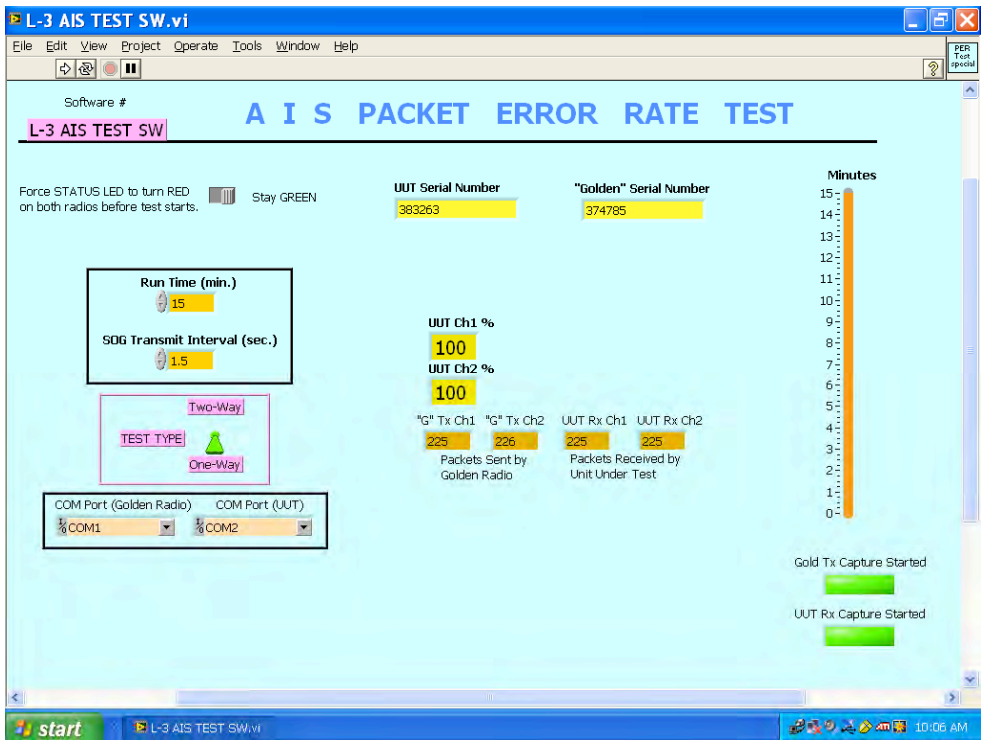 L-3 AIS TEST SW.vi
File Edit View Project Operate Tools Window Help
PER
Test
special
?
Software #
L-3 AIS TEST SW
A I S PACKET ERROR RATE TEST
Force STATUS LED to turn RED
on both radios before test starts.
Stay GREEN
UUT Serial Number
383263
"Golden" Serial Number
374785
Minutes
15
14
13
12
11
10
9
8
7
6
5
4
3
2
1
0
Run Time (min.)
15
SOG Transmit Interval (sec.)
1.5
UUT Ch1 %
100
UUT Ch2 %
100
Two-Way
TEST TYPE
One-Way
"G" Tx Ch1 "G" Tx Ch2 UUT Rx Ch1 UUT Rx Ch2
225 226 225 225
Packets Sent by
Golden Radio
Packets Received by
Unit Under Test
COM Port (Golden Radio) COM Port (UUT)
COM1 COM2
Gold Tx Capture Started
UUT Rx Capture Started
start L-3 AIS TEST SW.vi 10:06 AM